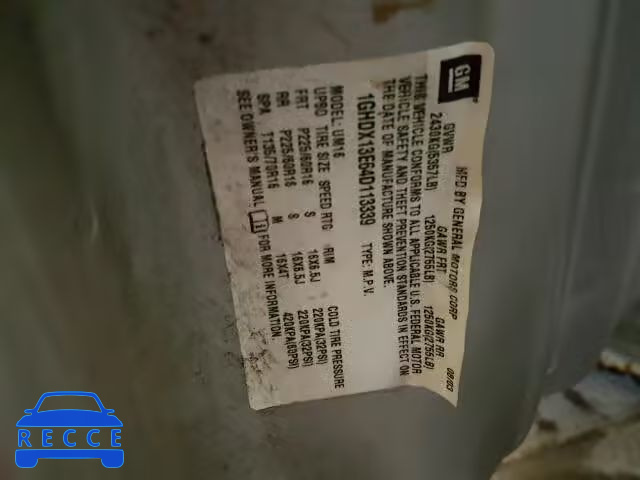 GM
MFD BY GENERAL MOTORS CORP 08/03
GVWR GAWR FRT GAWR RR
2430KG(5357LB) 1250KG(2755LB) 1250KG(2755LB)
THIS VEHICLE CONFORMS TO ALL APPLICABLE U.S. FEDERAL MOTOR
VEHICLE SAFETY AND THEFT PREVENTION STANDARDS IN EFFECT ON
THE DATE OF MANUFACTURE SHOWN ABOVE.
1GHDX13E64D113339 TYPE: M.P.V.
MODEL: UM16
UPBO TIRE SIZE SPEED RTG RIM COLD TIRE PRESSURE
FRT P225/60R16 S 16X6.5J 220KPA(32PSI)
RR P225/60R16 S 16X6.5J 220KPA(32PSI)
SPA T135/70R16 M 16X4T 420KPA(60PSI)
SEE OWNER'S MANUAL FOR MORE INFORMATION.
RECCE